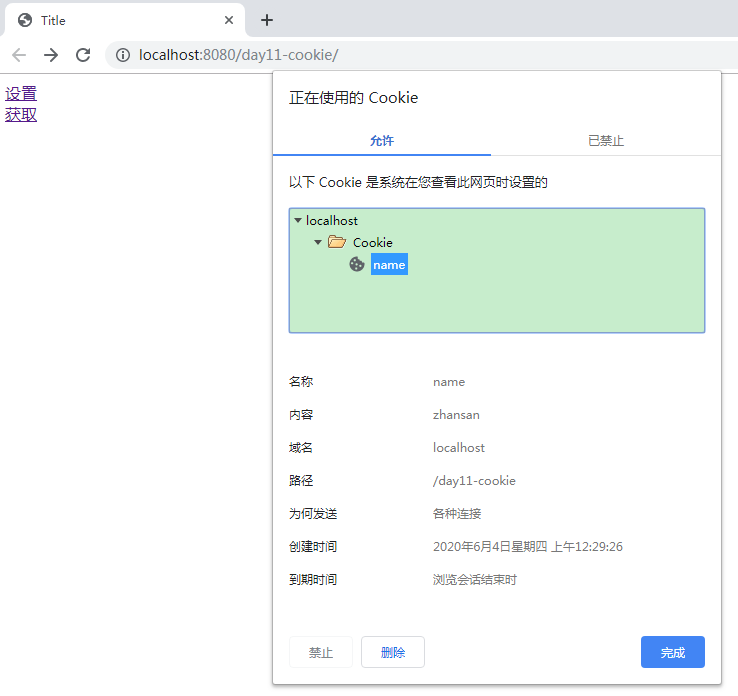 Title
localhost:8080/day11-cookie/
设置
获取
正在使用的 Cookie
允许 已禁止
以下 Cookie 是系统在您查看此网页时设置的
localhost
Cookie
name
名称 name
内容 zhansan
域名 localhost
路径 /day11-cookie
为何发送 各种连接
创建时间 2020年6月4日星期四 上午12:29:26
到期时间 浏览会话结束时
禁止 删除 完成